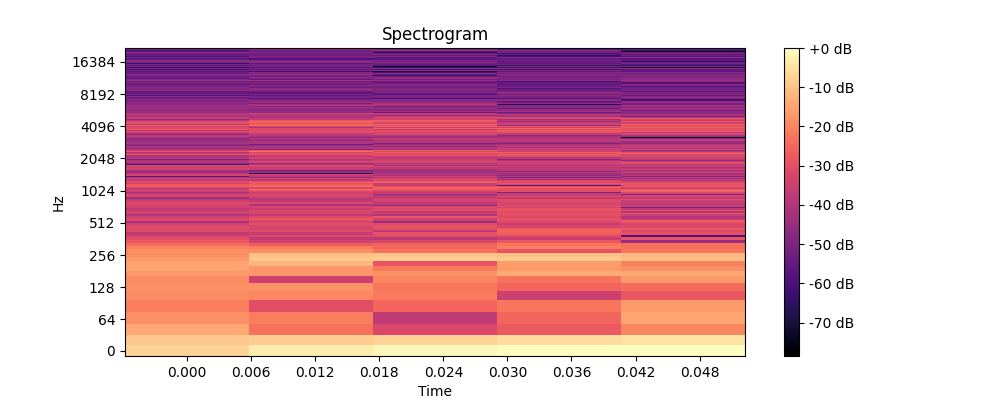 Spectrogram
Hz
16384
8192
4096
2048
1024
512
256
128
64
0
0.000 0.006 0.012 0.018 0.024 0.030 0.036 0.042 0.048
Time
+0 dB
-10 dB
-20 dB
-30 dB
-40 dB
-50 dB
-60 dB
-70 dB